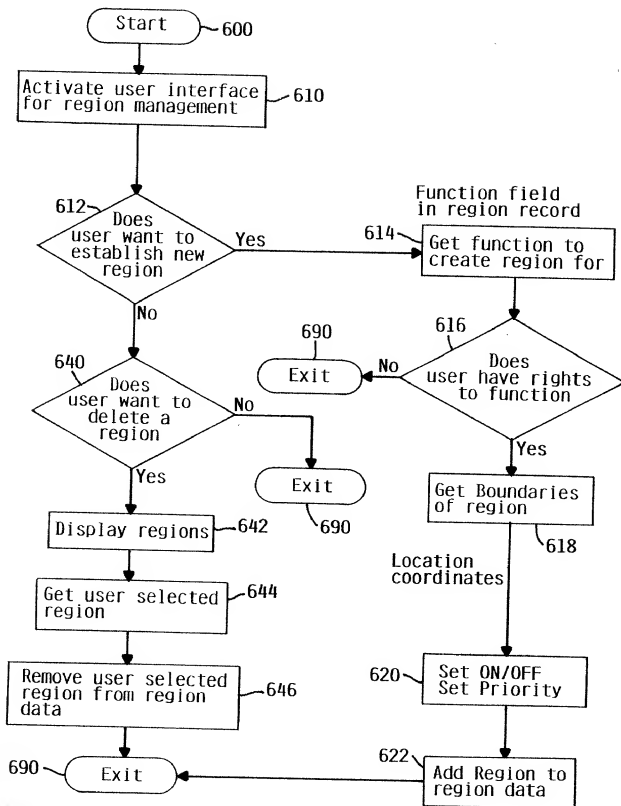 Start
600
Activate user interface
for region management
610
612
Does
user want to
establish new
region
Yes
No
Function field
in region record
614
Get function to
create region for
616
Does
user have rights
to function
No
690
Exit
Yes
640
Does
user want to
delete a
region
No
Yes
Exit
690
Get Boundaries
of region
618
Display regions
642
Location
coordinates
Get user selected
region
644
Remove user selected
region from region
data
646
620
Set ON/OFF
Set Priority
690
Exit
622
Add Region to
region data